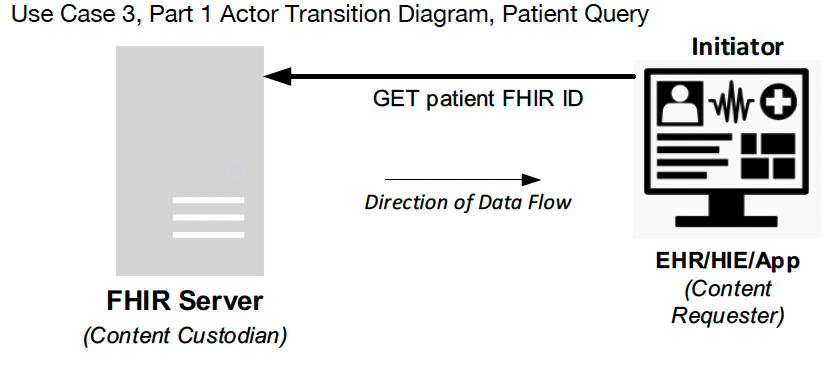 Use Case 3, Part 1 Actor Transition Diagram, Patient Query
Initiator
GET patient FHIR ID
Direction of Data Flow
EHR/HIE/App
(Content
Requester)
FHIR Server
(Content Custodian)